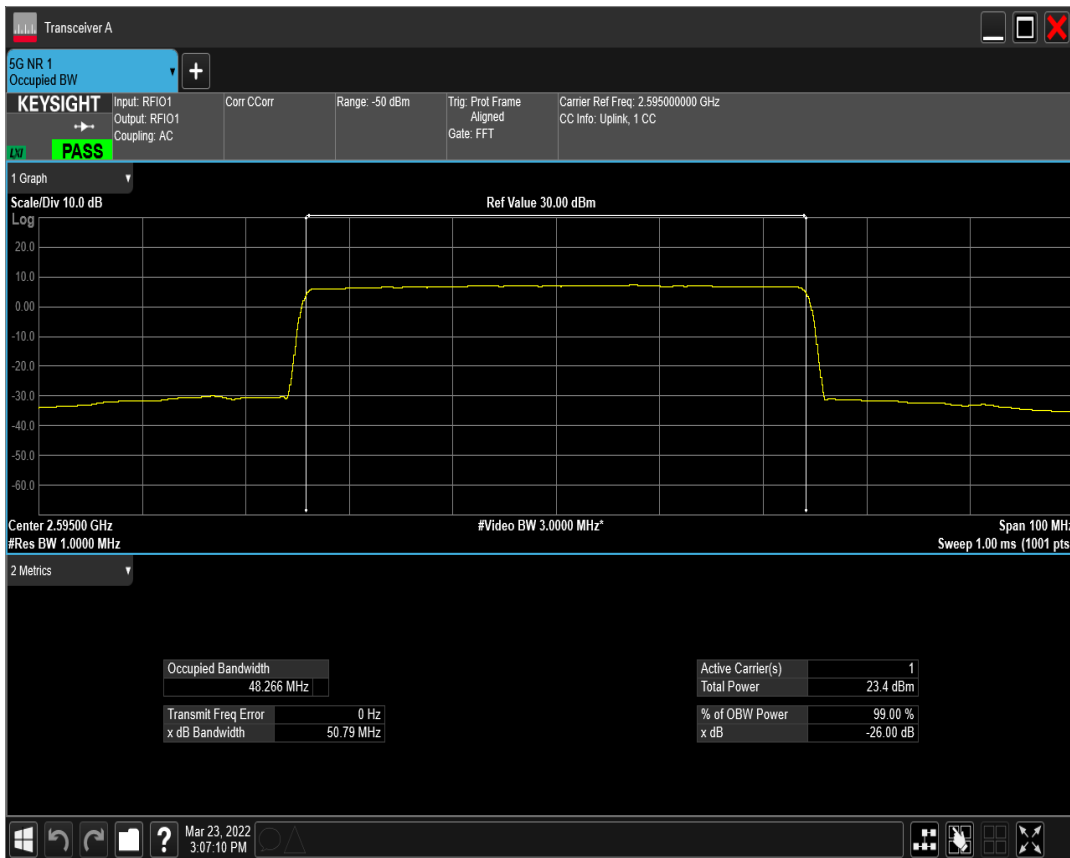 Transceiver A
5G NR 1
Occupied BW
KEYSIGHT
LXI
PASS
Input: RFIO1
Output: RFIO1
Coupling: AC
Corr CCorr
Range: -50 dBm
Trig: Prot Frame
Aligned
Gate: FFT
Carrier Ref Freq: 2.595000000 GHz
CC Info: Uplink, 1 CC
1 Graph
Scale/Div 10.0 dB
Ref Value 30.00 dBm
Log
20.0
10.0
0.00
-10.0
-20.0
-30.0
-40.0
-50.0
-60.0
Center 2.59500 GHz
#Video BW 3.0000 MHz*
Span 100 MHz
#Res BW 1.0000 MHz
Sweep 1.00 ms (1001 pts
2 Metrics
Occupied Bandwidth
48.266 MHz
Transmit Freq Error 0 Hz
x dB Bandwidth 50.79 MHz
Active Carrier(s) 1
Total Power 23.4 dBm
% of OBW Power 99.00 %
x dB -26.00 dB
?
Mar 23, 2022
3:07:10 PM